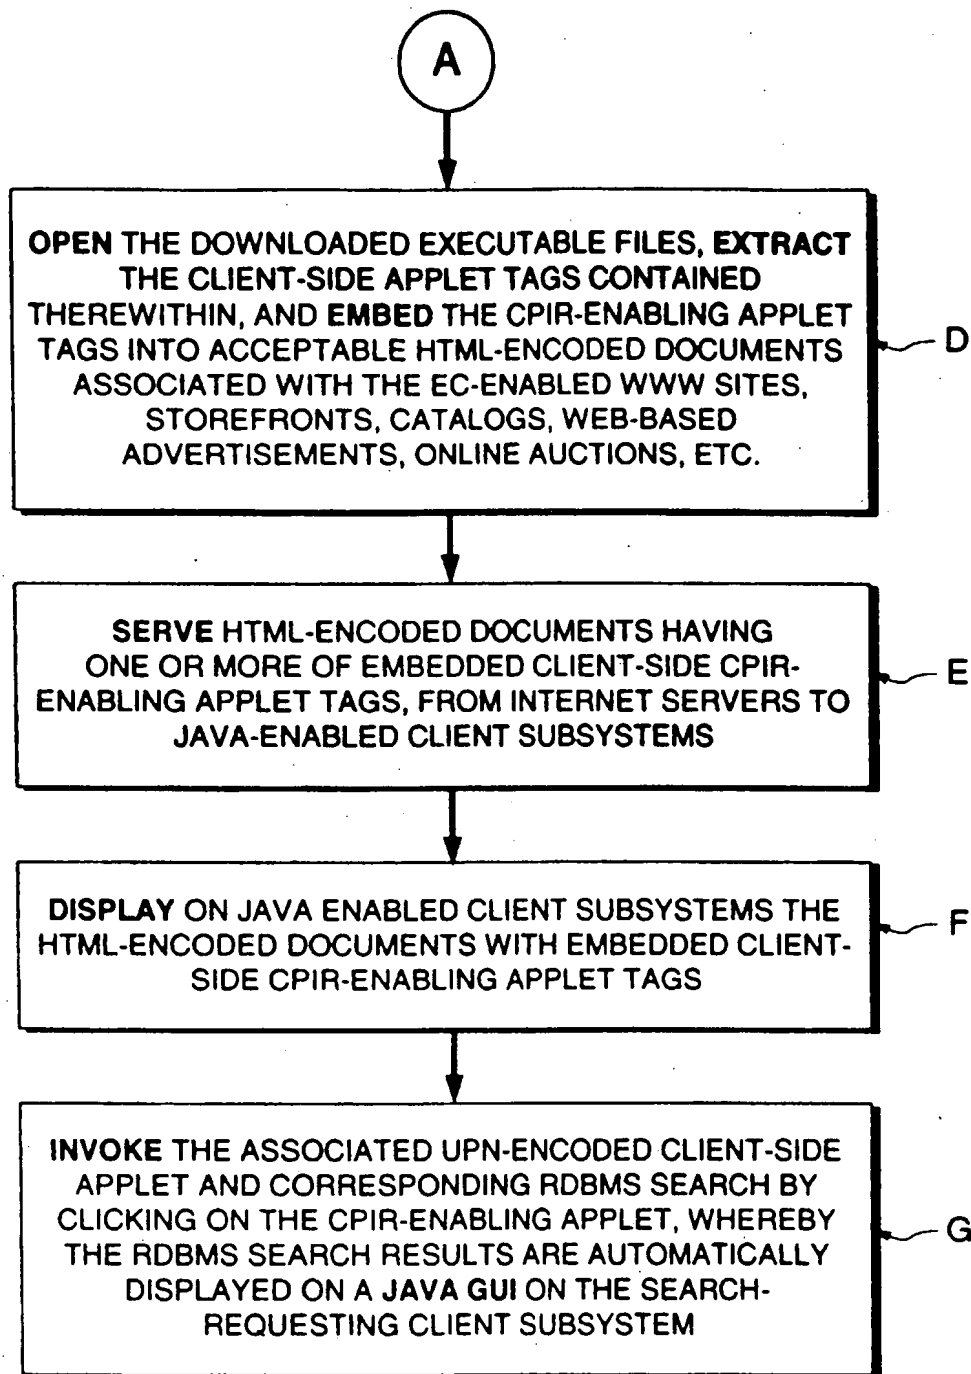 A
OPEN THE DOWNLOADED EXECUTABLE FILES, EXTRACT
THE CLIENT-SIDE APPLET TAGS CONTAINED
THEREWITHIN, AND EMBED THE CPIR-ENABLING APPLET
TAGS INTO ACCEPTABLE HTML-ENCODED DOCUMENTS
ASSOCIATED WITH THE EC-ENABLED WWW SITES,
STOREFRONTS, CATALOGS, WEB-BASED
ADVERTISEMENTS, ONLINE AUCTIONS, ETC.
D
SERVE HTML-ENCODED DOCUMENTS HAVING
ONE OR MORE OF EMBEDDED CLIENT-SIDE CPIR-
ENABLING APPLET TAGS, FROM INTERNET SERVERS TO
JAVA-ENABLED CLIENT SUBSYSTEMS
E
DISPLAY ON JAVA ENABLED CLIENT SUBSYSTEMS THE
HTML-ENCODED DOCUMENTS WITH EMBEDDED CLIENT-
SIDE CPIR-ENABLING APPLET TAGS
F
INVOKE THE ASSOCIATED UPN-ENCODED CLIENT-SIDE
APPLET AND CORRESPONDING RDBMS SEARCH BY
CLICKING ON THE CPIR-ENABLING APPLET, WHEREBY
THE RDBMS SEARCH RESULTS ARE AUTOMATICALLY
DISPLAYED ON A JAVA GUI ON THE SEARCH-
REQUESTING CLIENT SUBSYSTEM
G